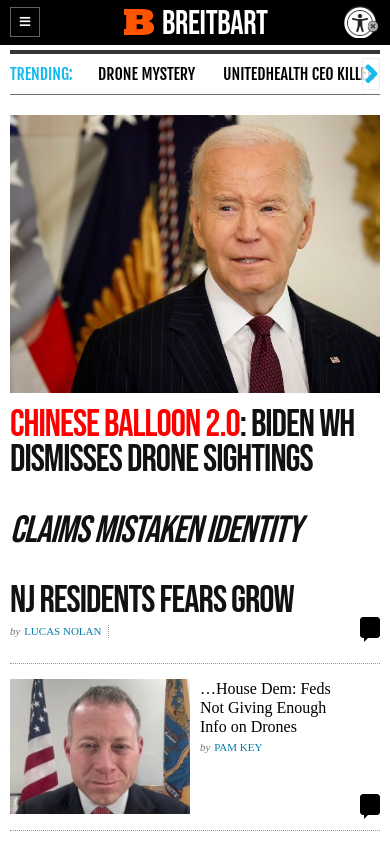 B BREITBART
TRENDING:
DRONE MYSTERY
UNITEDHEALTH CEO KILL
CHINESE BALLOON 2.0: BIDEN WH
DISMISSES DRONE SIGHTINGS
CLAIMS MISTAKEN IDENTITY
NJ RESIDENTS FEARS GROW
by LUCAS NOLAN
…House Dem: Feds
Not Giving Enough
Info on Drones
by PAM KEY